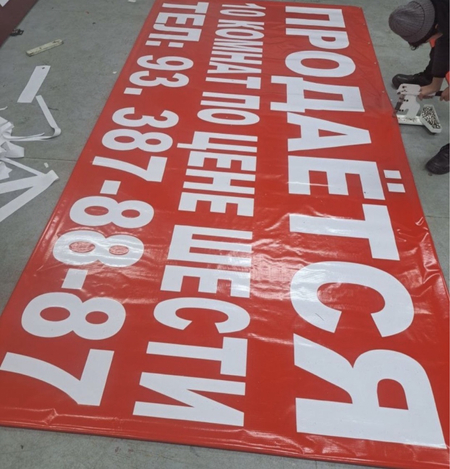 ПРОДАЁТСЯ
10 КОМНАТ ПО ЦЕНЕ ШЕСТИ
ТЕЛ: 93. 387-88-87